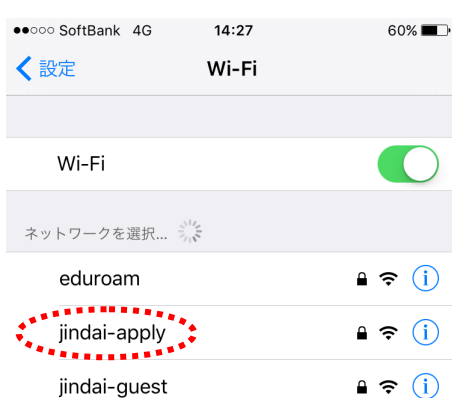 ●●○○○ SoftBank 4G 14:27 60%
設定 Wi-Fi
Wi-Fi
ネットワークを選択...
eduroam
jindai-apply
jindai-guest